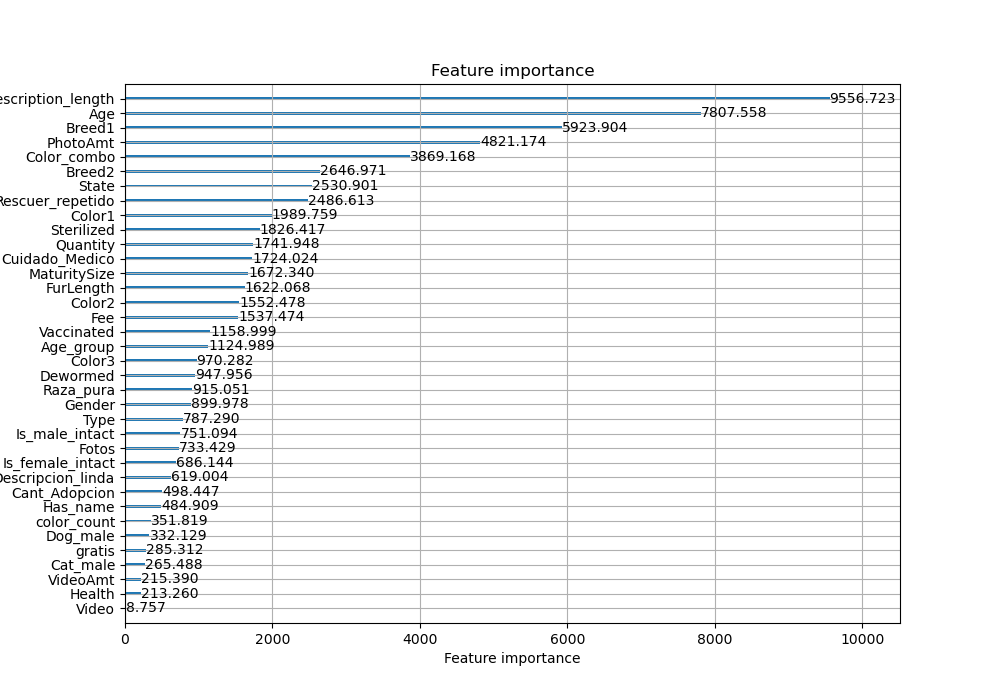 Feature importance
escription_length 9556.723
Age 7807.558
Breed1 5923.904
PhotoAmt 4821.174
Color_combo 3869.168
Breed2 2646.971
State 2530.901
Rescuer_repetido 2486.613
Color1 1989.759
Sterilized 1826.417
Quantity 1741.948
Cuidado_Medico 1724.024
MaturitySize 1672.340
FurLength 1622.068
Color2 1552.478
Fee 1537.474
Vaccinated 1158.999
Age_group 1124.989
Color3 970.282
Dewormed 947.956
Raza_pura 915.051
Gender 899.978
Type 787.290
Is_male_intact 751.094
Fotos 733.429
Is_female_intact 686.144
Descripcion_linda 619.004
Cant_Adopcion 498.447
Has_name 484.909
color_count 351.819
Dog_male 332.129
gratis 285.312
Cat_male 265.488
VideoAmt 215.390
Health 213.260
Video 8.757
0 2000 4000 6000 8000 10000
Feature importance